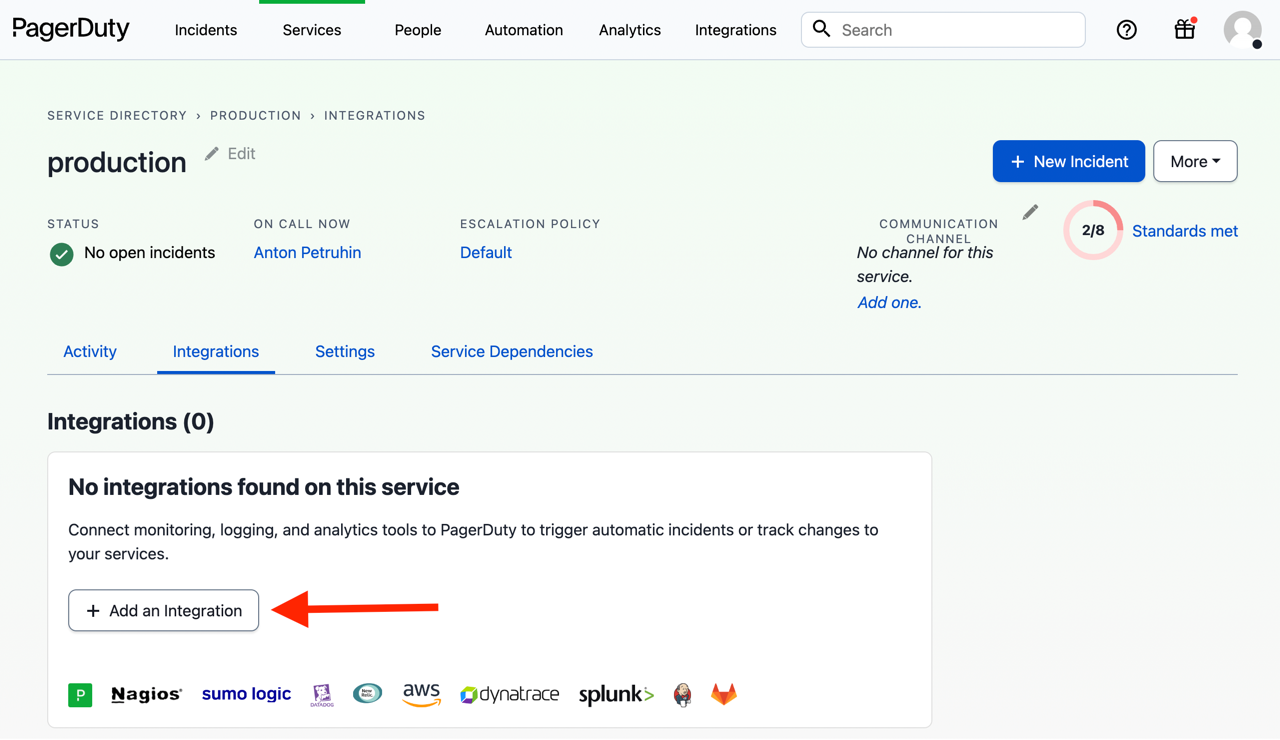 PagerDuty
Incidents
Services
People
Automation
Analytics
Integrations
Search
SERVICE DIRECTORY › PRODUCTION › INTEGRATIONS
production
Edit
+ New Incident
More
STATUS
ON CALL NOW
ESCALATION POLICY
COMMUNICATION
CHANNEL
No open incidents
Anton Petruhin
Default
No channel for this
service.
Add one.
2/8
Standards met
Activity
Integrations
Settings
Service Dependencies
Integrations (0)
No integrations found on this service
Connect monitoring, logging, and analytics tools to PagerDuty to trigger automatic incidents or track changes to
your services.
+ Add an Integration
P
Nagios®
sumo logic
DATADOG
New Relic.
aws
dynatrace
splunk>